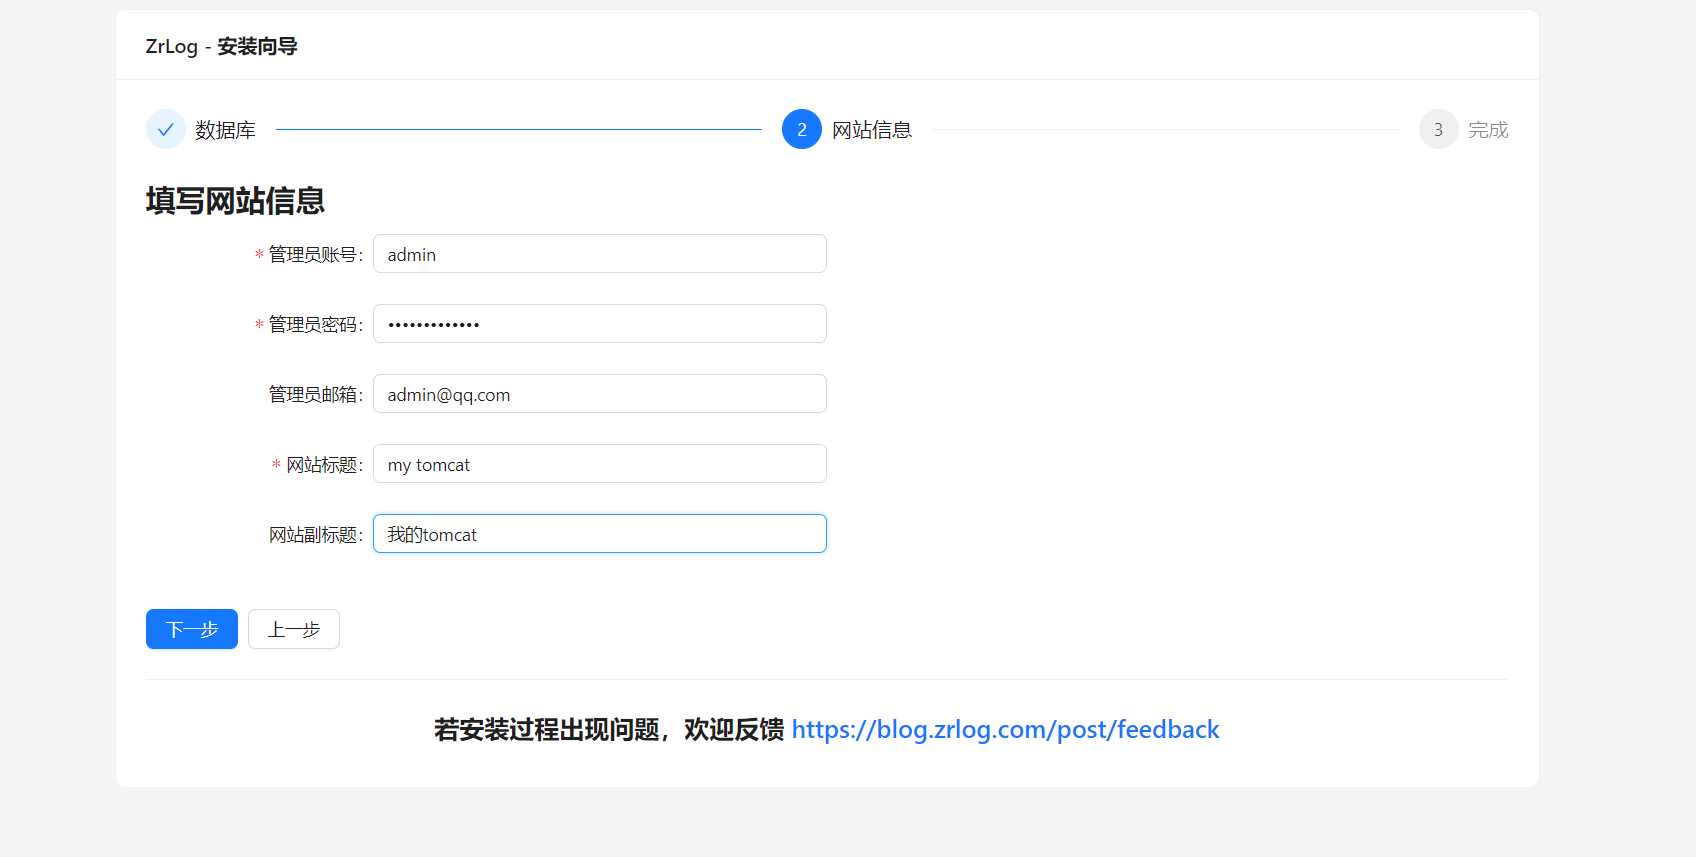 ZrLog - 安装向导
数据库
2 网站信息
3 完成
填写网站信息
* 管理员账号: admin
* 管理员密码: •••••••••••••
管理员邮箱: admin@qq.com
* 网站标题: my tomcat
网站副标题: 我的tomcat
下一步 上一步
若安装过程出现问题，欢迎反馈 https://blog.zrlog.com/post/feedback